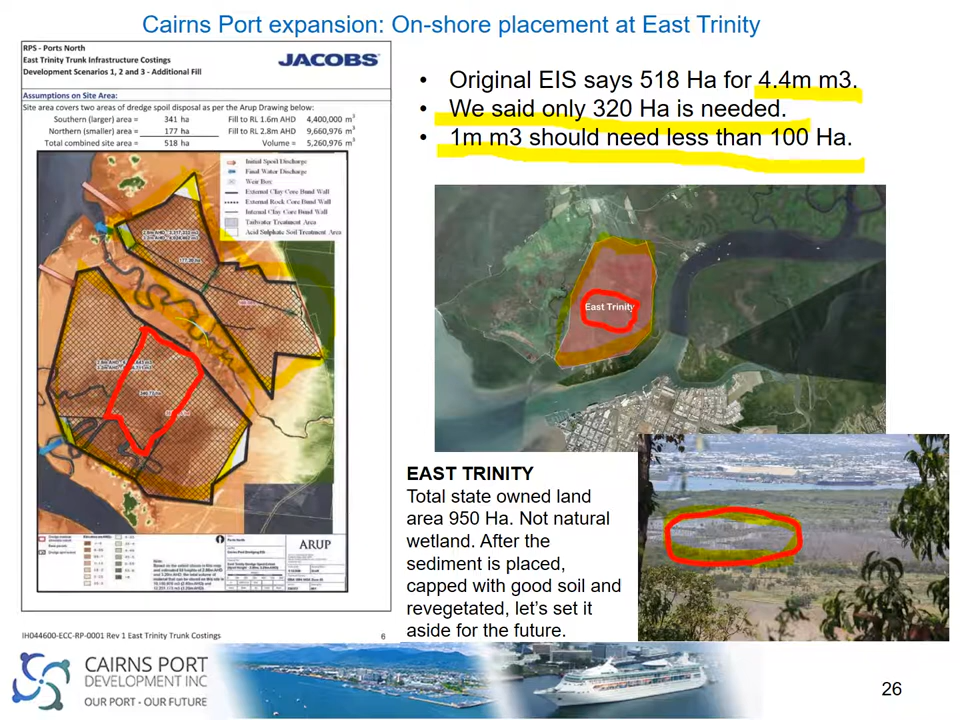 Cairns Port expansion: On-shore placement at East Trinity
RPS - Ports North
East Trinity Trunk Infrastructure Costings
Development Scenarios 1, 2 and 3 - Additional Fill
JACOBS
Assumptions on Site Area:
Site area covers two areas of dredge spoil disposal as per the Arup Drawing below:
Southern (larger) area = 341 ha Fill to RL 1.6m AHD 4,400,000 m3
Northern (smaller) area = 177 ha Fill to RL 2.8m AHD 9,660,976 m3
Total combined site area = 518 ha Volume = 5,260,976 m3
Initial Spoil Discharge
Final Water Discharge
Weir Box
External Clay Core Bund Wall
External Rock Core Bund Wall
Internal Clay Core Bund Wall
Tailwater Treatment Area
Acid Sulphate Soil Treatment Area
ARUP
IH044600-ECC-RP-0001 Rev 1 East Trinity Trunk Costings
6
• Original EIS says 518 Ha for 4.4m m3.
• We said only 320 Ha is needed.
• 1m m3 should need less than 100 Ha.
East Trinity
EAST TRINITY
Total state owned land
area 950 Ha. Not natural
wetland. After the
sediment is placed,
capped with good soil and
revegetated, let's set it
aside for the future.
CAIRNS PORT
DEVELOPMENT INC
OUR PORT - OUR FUTURE
26